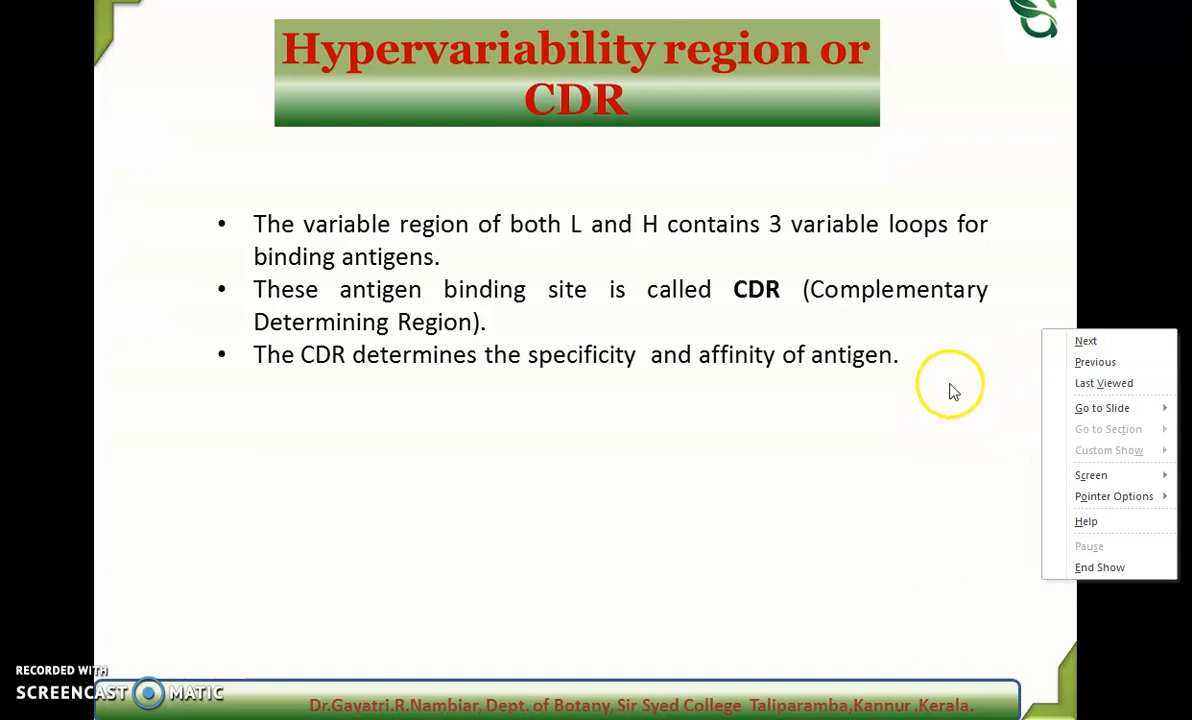 Hypervariability region or
CDR
• The variable region of both L and H contains 3 variable loops for
binding antigens.
• These antigen binding site is called CDR (Complementary
Determining Region).
• The CDR determines the specificity and affinity of antigen.
Next
Previous
Last Viewed
Go to Slide
Go to Section
Custom Show
Screen
Pointer Options
Help
Pause
End Show
RECORDED WITH
SCREENCAST MATIC
Dr.Gayatri.R.Nambiar, Dept. of Botany, Sir Syed College Taliparamba,Kannur ,Kerala.